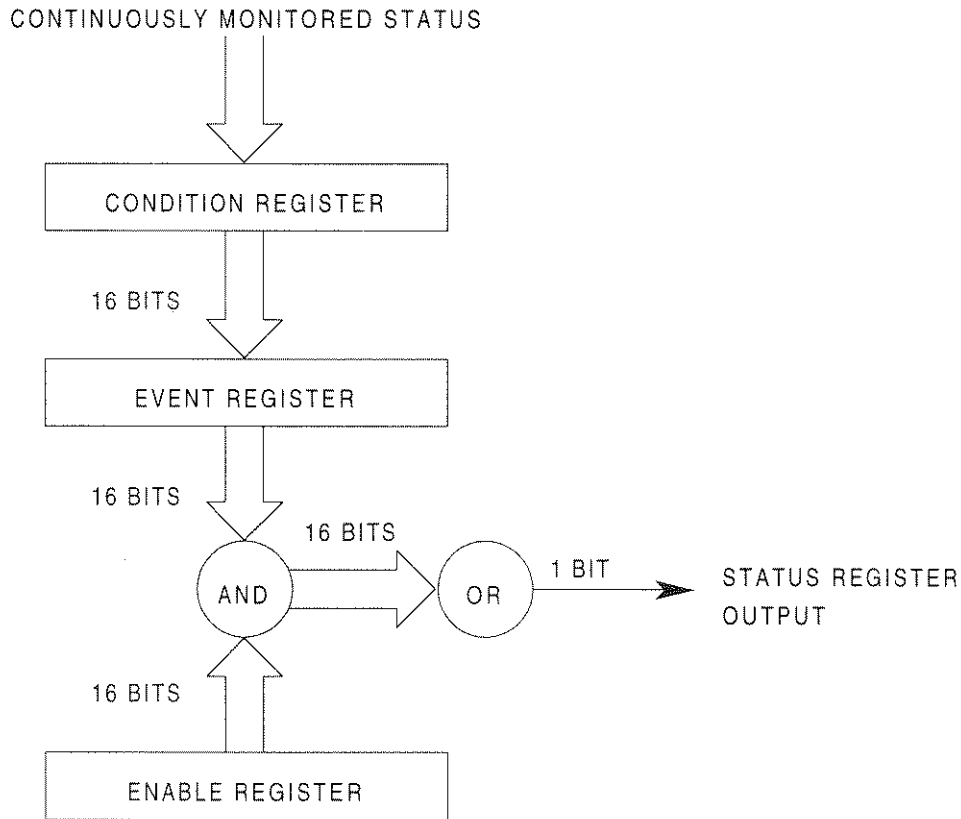 CONTINUOUSLY MONITORED STATUS
CONDITION REGISTER
16 BITS
EVENT REGISTER
16 BITS
16 BITS
AND
OR
1 BIT
STATUS REGISTER
OUTPUT
16 BITS
ENABLE REGISTER